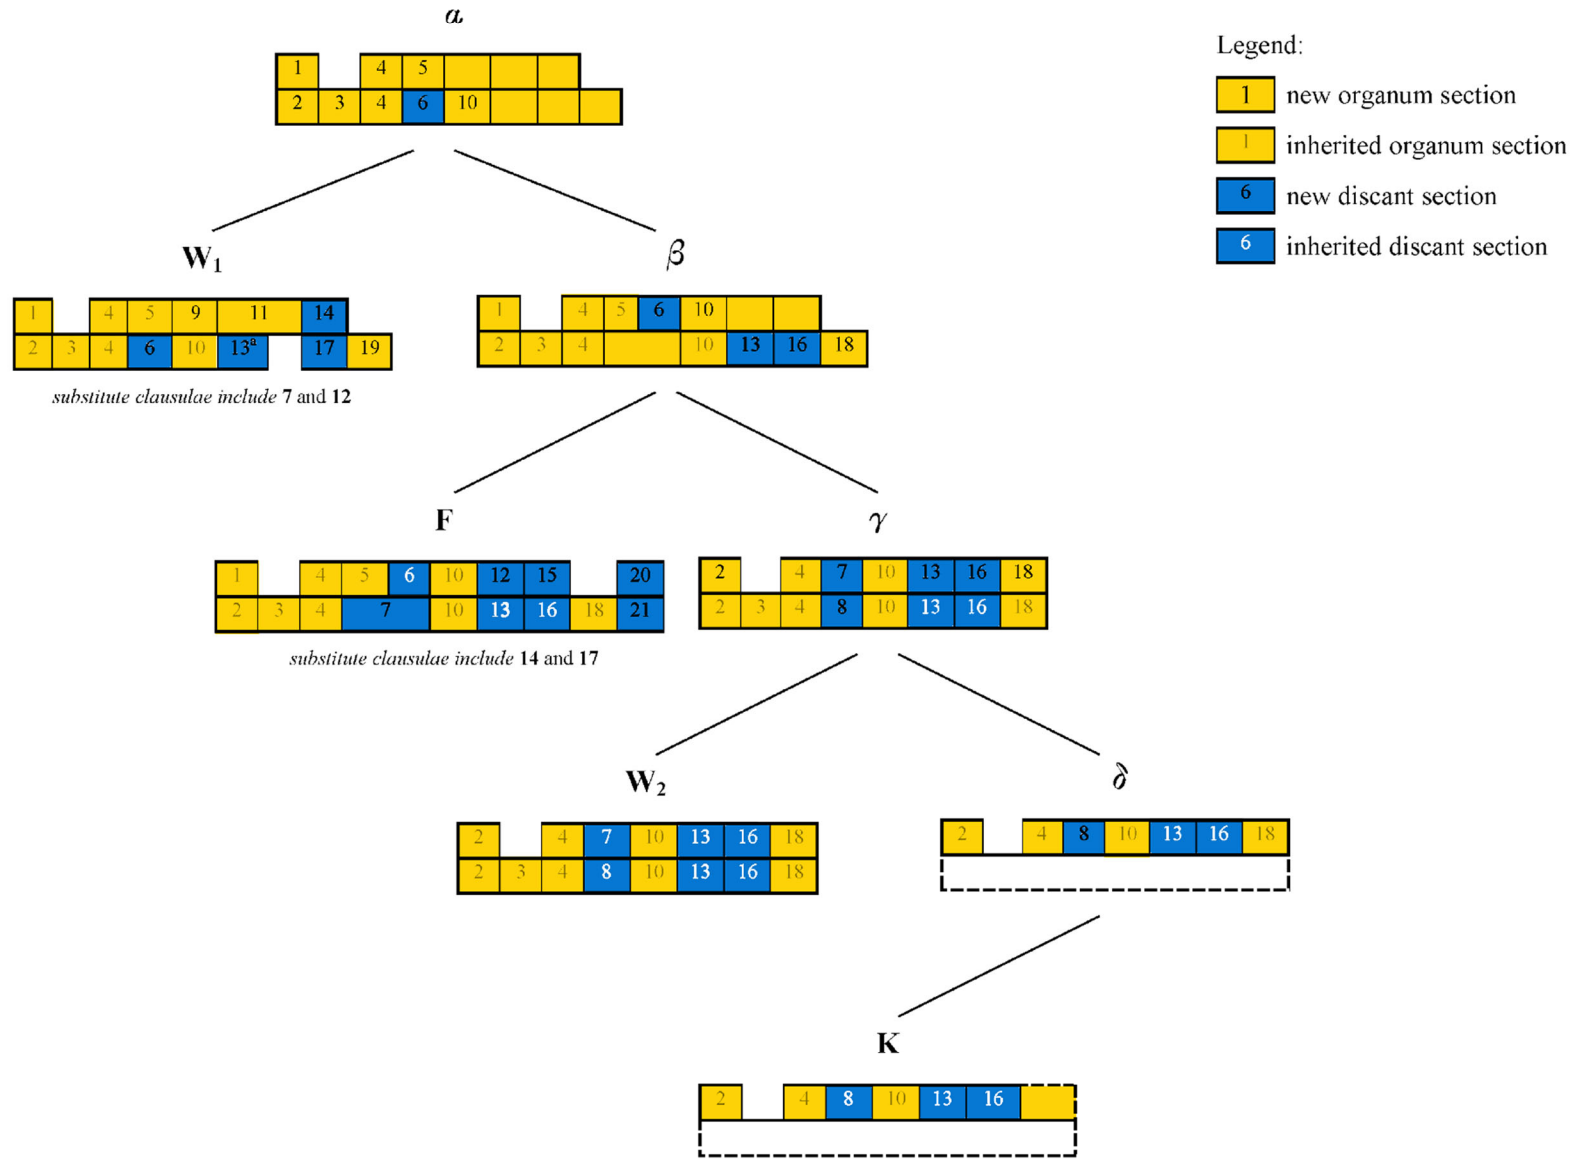 α
Legend:
1 4 5
2 3 4 6 10
1 new organum section
1 inherited organum section
6 new discant section
6 inherited discant section
W₁
β
1 4 5 9 11 14
2 3 4 6 10 13ª 17 19
substitute clausulae include 7 and 12
1 4 5 6 10
2 3 4 10 13 16 18
F
γ
1 4 5 6 10 12 15 20
2 3 4 7 10 13 16 18 21
substitute clausulae include 14 and 17
2 4 7 10 13 16 18
2 3 4 8 10 13 16 18
W₂
δ
2 4 7 10 13 16 18
2 3 4 8 10 13 16 18
2 4 8 10 13 16 18
K
2 4 8 10 13 16